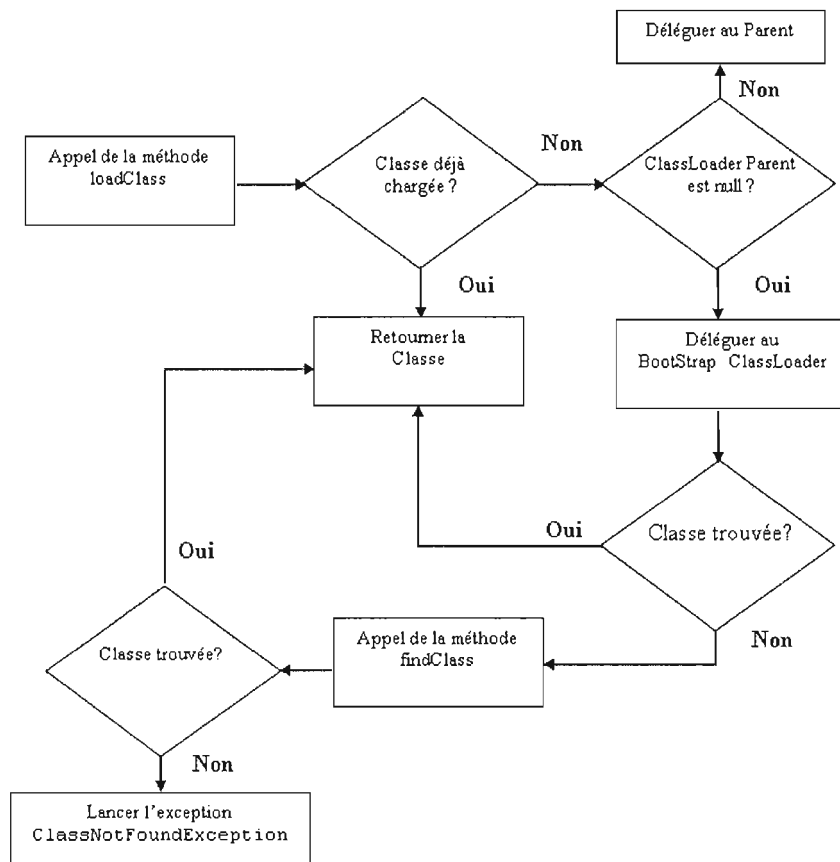 Déléguer au Parent
Non
Appel de la méthode
loadClass
Classe déjà
chargée ?
Non
ClassLoader Parent
est null ?
Oui
Oui
Retourner la
Classe
Déléguer au
BootStrap ClassLoader
Oui
Classe trouvée?
Oui
Non
Appel de la méthode
findClass
Classe trouvée?
Non
Lancer l'exception
ClassNotFoundException